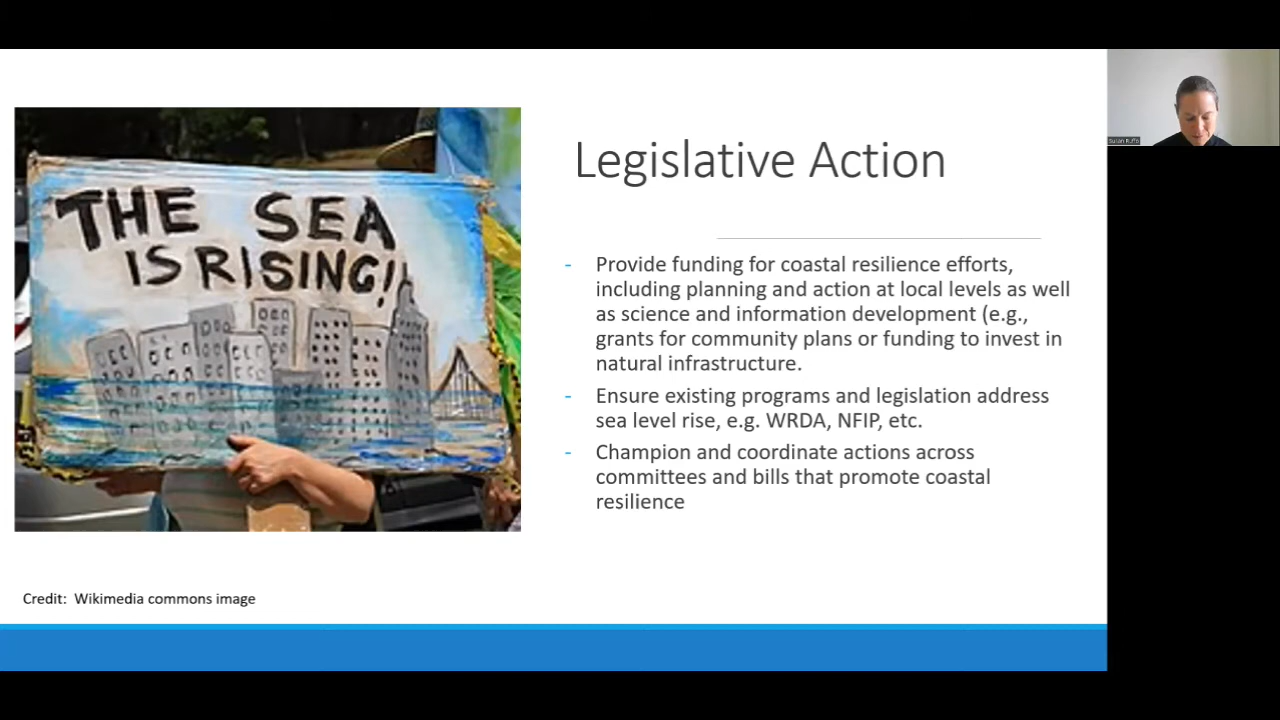 THE SEA
IS RISING!
Legislative Action
- Provide funding for coastal resilience efforts,
including planning and action at local levels as well
as science and information development (e.g.,
grants for community plans or funding to invest in
natural infrastructure.
- Ensure existing programs and legislation address
sea level rise, e.g. WRDA, NFIP, etc.
- Champion and coordinate actions across
committees and bills that promote coastal
resilience
Credit: Wikimedia commons image
Susan Ruffo